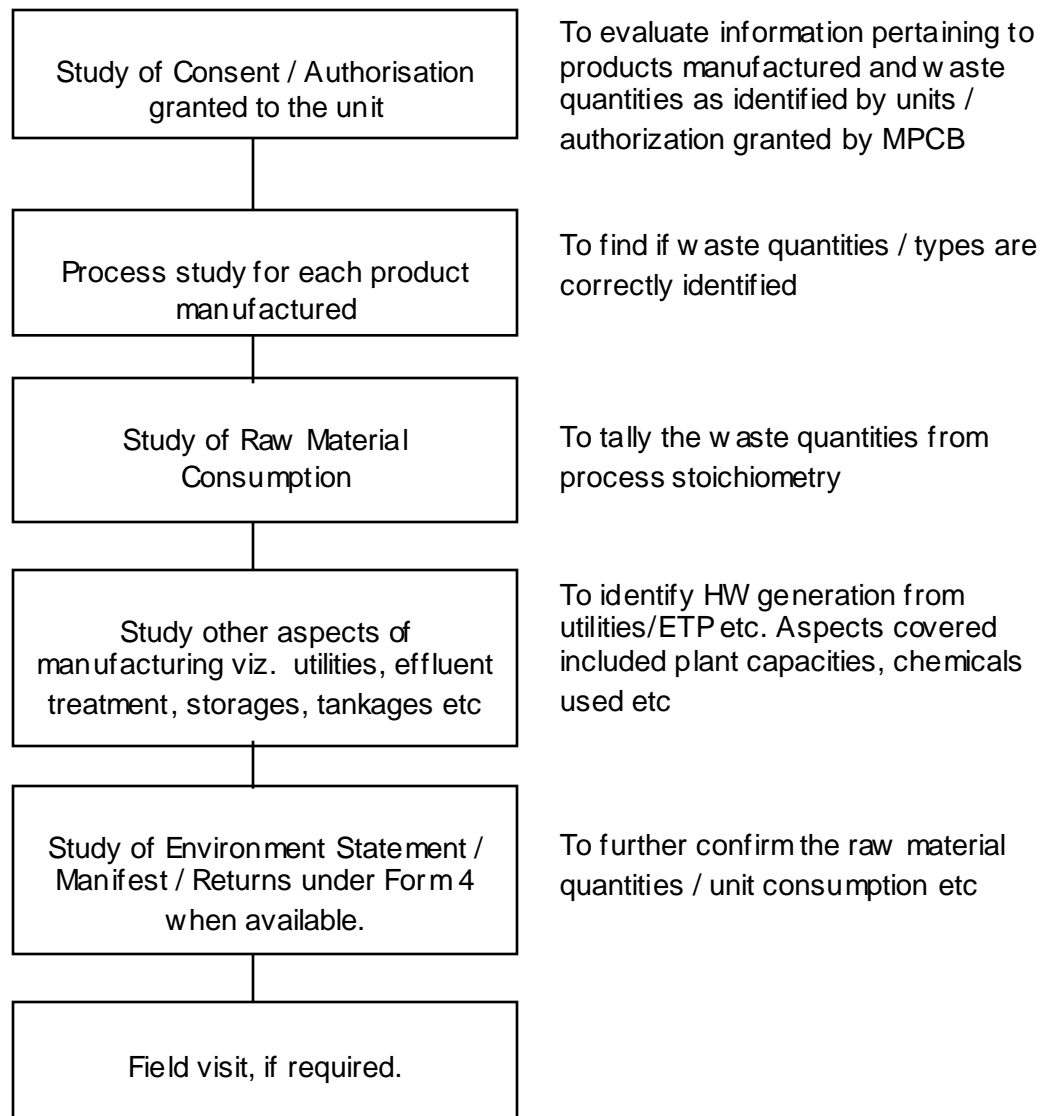 Study of Consent / Authorisation
granted to the unit
To evaluate information pertaining to
products manufactured and waste
quantities as identified by units /
authorization granted by MPCB
Process study for each product
manufactured
To find if waste quantities / types are
correctly identified
Study of Raw Material
Consumption
To tally the waste quantities from
process stoichiometry
Study other aspects of
manufacturing viz. utilities, effluent
treatment, storages, tankages etc
To identify HW generation from
utilities/ETP etc. Aspects covered
included plant capacities, chemicals
used etc
Study of Environment Statement /
Manifest / Returns under Form 4
when available.
To further confirm the raw material
quantities / unit consumption etc
Field visit, if required.